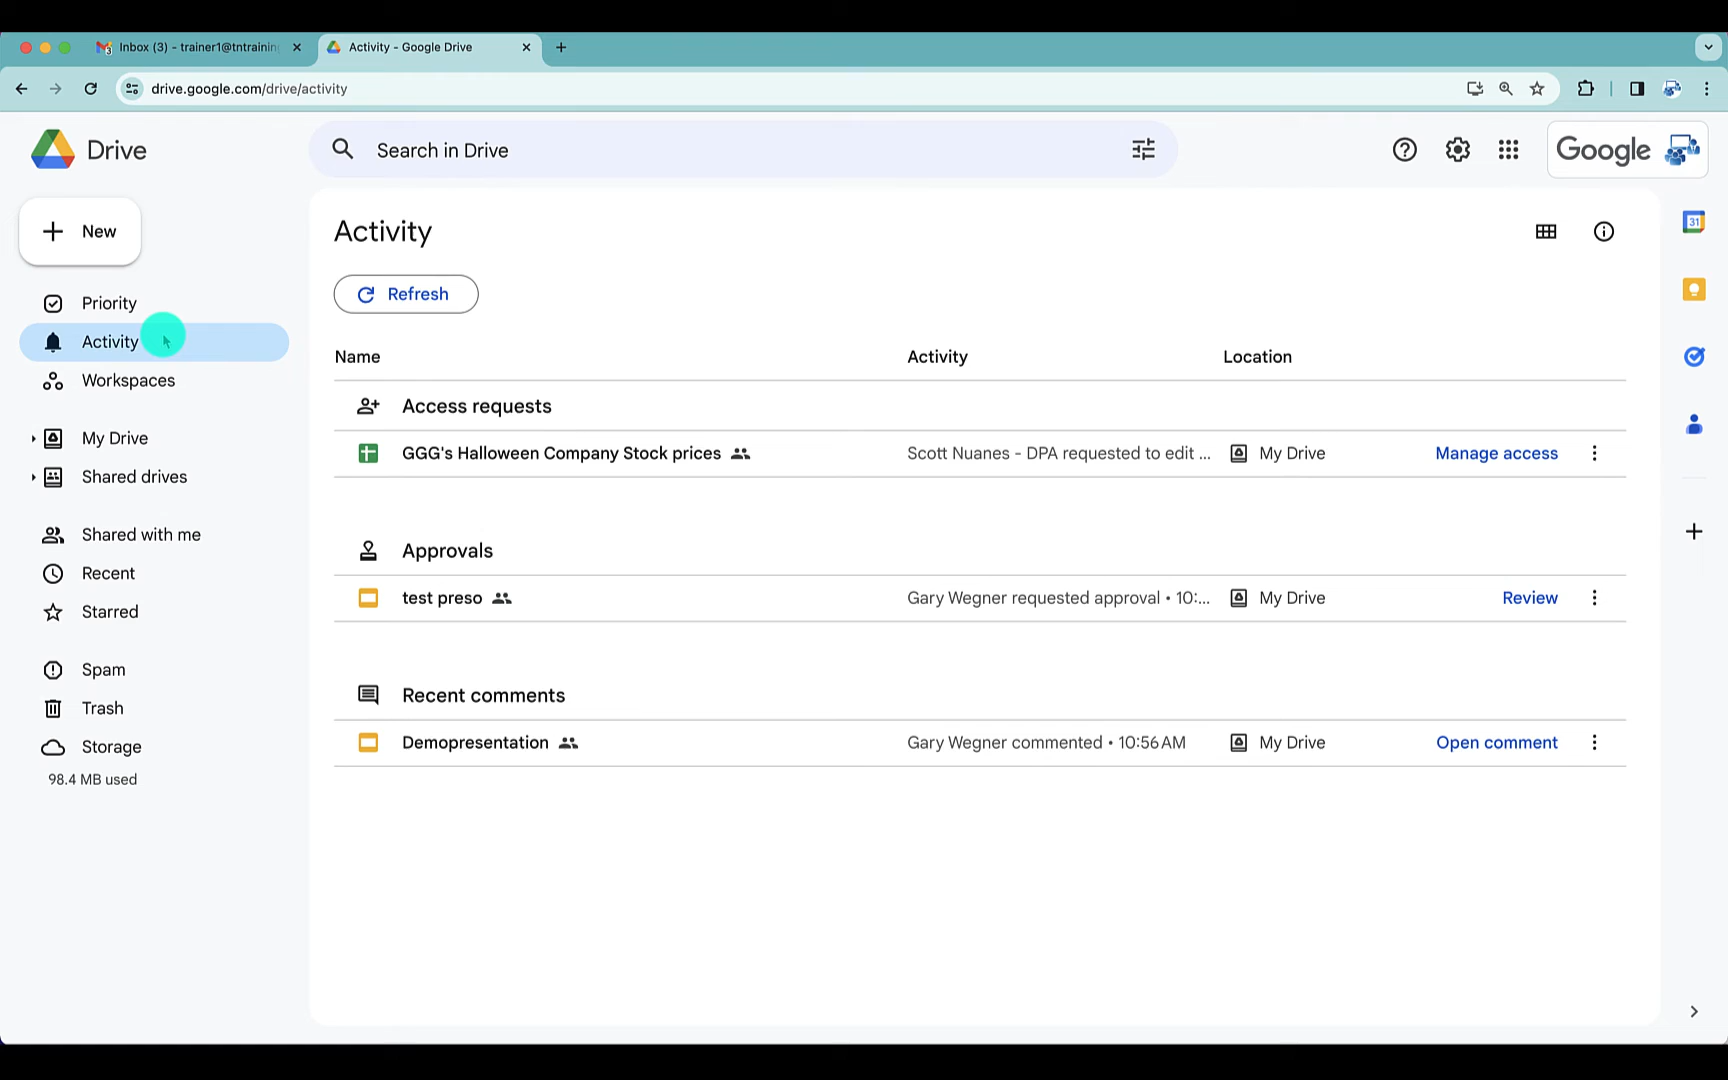 Inbox (3) - trainer1@tntrainin
Activity - Google Drive
drive.google.com/drive/activity
Drive
Search in Drive
Google
New
Priority
Activity
Workspaces
My Drive
Shared drives
Shared with me
Recent
Starred
Spam
Trash
Storage
98.4 MB used
Activity
Refresh
Name Activity Location
Access requests
GGG's Halloween Company Stock prices Scott Nuanes - DPA requested to edit ... My Drive Manage access
Approvals
test preso Gary Wegner requested approval • 10:... My Drive Review
Recent comments
Demopresentation Gary Wegner commented • 10:56 AM My Drive Open comment
31